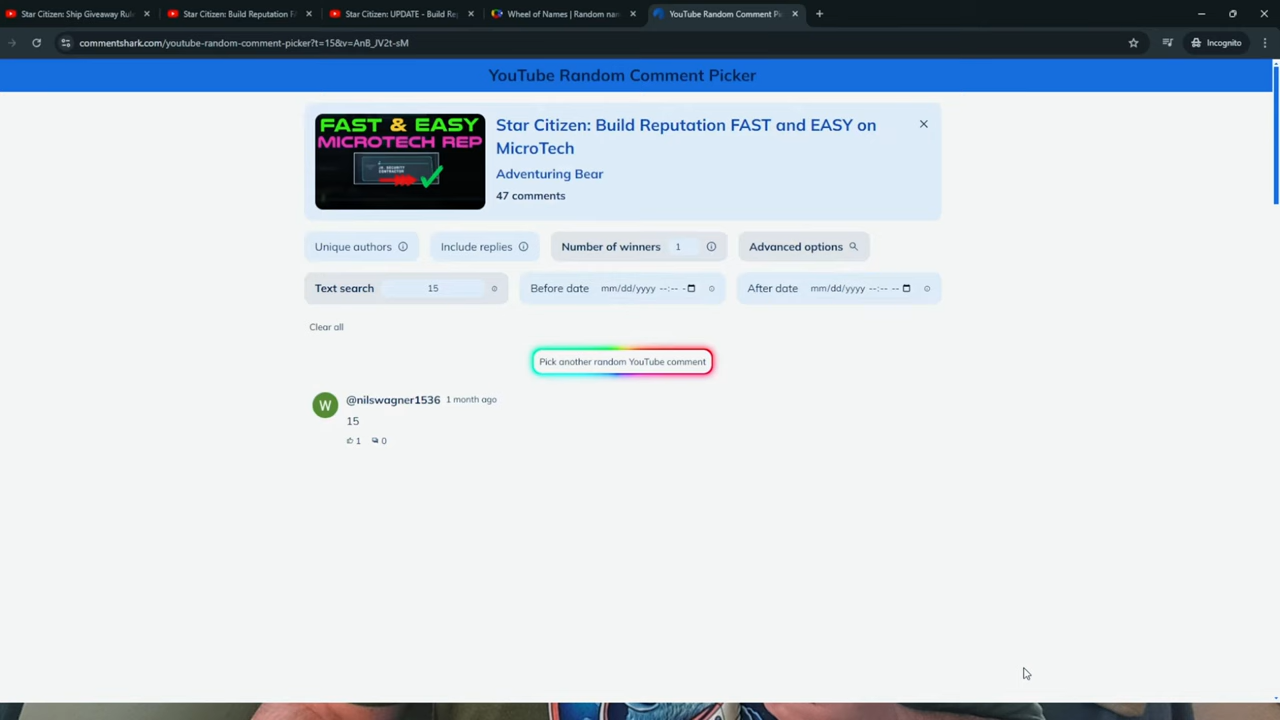 Star Citizen: Ship Giveaway Rul
Star Citizen: Build Reputation F
Star Citizen: UPDATE - Build Re
Wheel of Names | Random na
YouTube Random Comment Pi
commentshark.com/youtube-random-comment-picker?t=15&v=AnB_JV2t-sM
Incognito
YouTube Random Comment Picker
FAST & EASY
MICROTECH REP
Star Citizen: Build Reputation FAST and EASY on
MicroTech
Adventuring Bear
47 comments
Unique authors
Include replies
Number of winners 1
Advanced options
Text search 15
Before date mm/dd/yyyy --:-- --
After date mm/dd/yyyy --:-- --
Clear all
Pick another random YouTube comment
W
@nilswagner1536 1 month ago
15
1 0